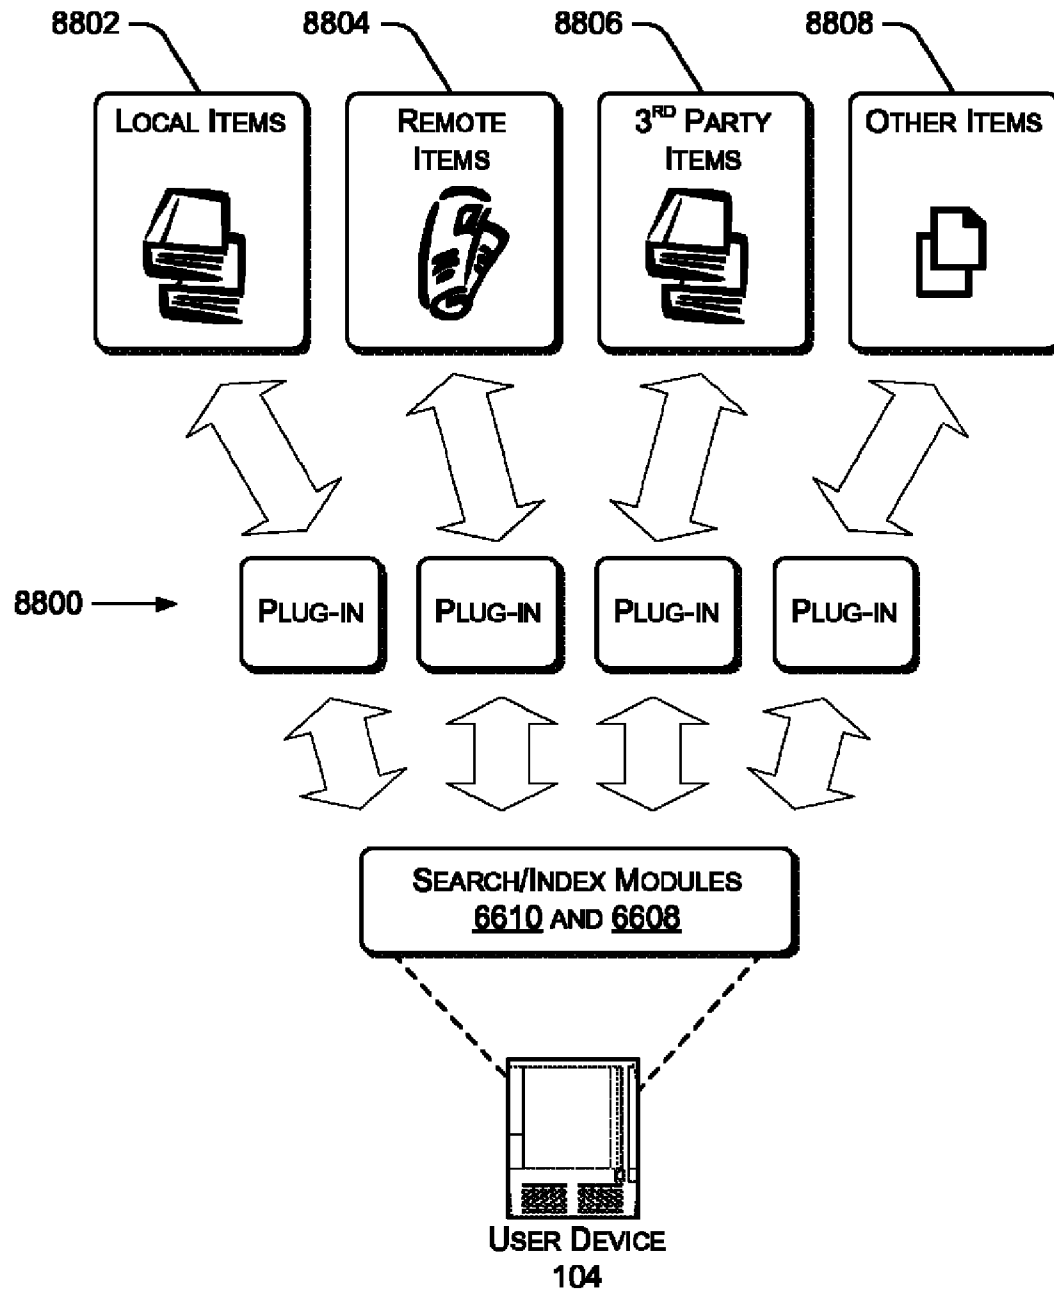 8802
8804
8806
8808
LOCAL ITEMS
REMOTE
ITEMS
3RD PARTY
ITEMS
OTHER ITEMS
8800
PLUG-IN
PLUG-IN
PLUG-IN
PLUG-IN
SEARCH/INDEX MODULES
6610 AND 6608
USER DEVICE
104